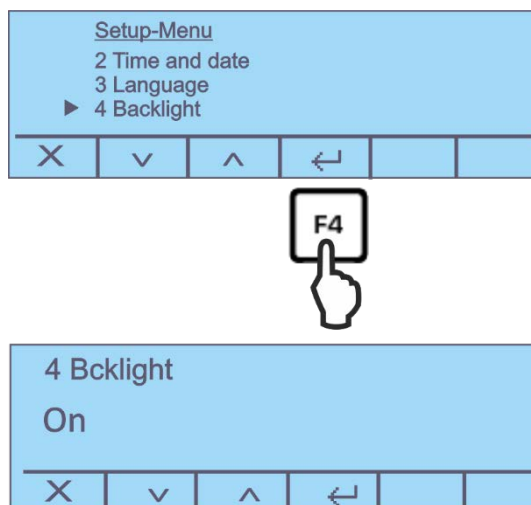 Setup-Menu
2 Time and date
3 Language
► 4 Backlight
F4
4 Bcklight
On